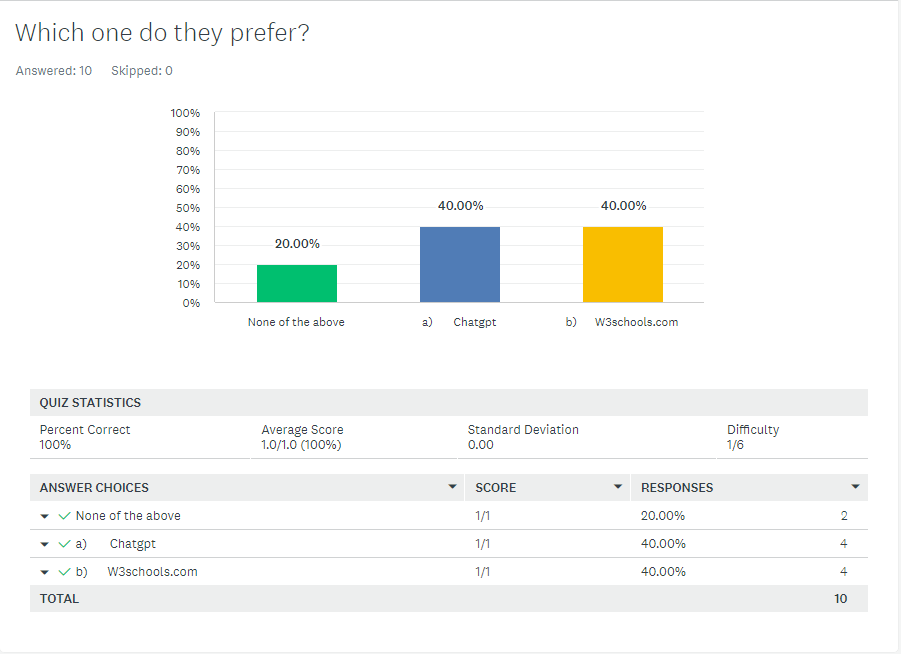 Which one do they prefer?
Answered: 10 Skipped: 0
100%
90%
80%
70%
60%
50%
40%
30%
20%
10%
0%
20.00%
40.00%
40.00%
None of the above
a) Chatgpt
b) W3schools.com
QUIZ STATISTICS
Percent Correct Average Score Standard Deviation Difficulty
100% 1.0/1.0 (100%) 0.00 1/6
ANSWER CHOICES SCORE RESPONSES
None of the above 1/1 20.00% 2
a) Chatgpt 1/1 40.00% 4
b) W3schools.com 1/1 40.00% 4
TOTAL 10